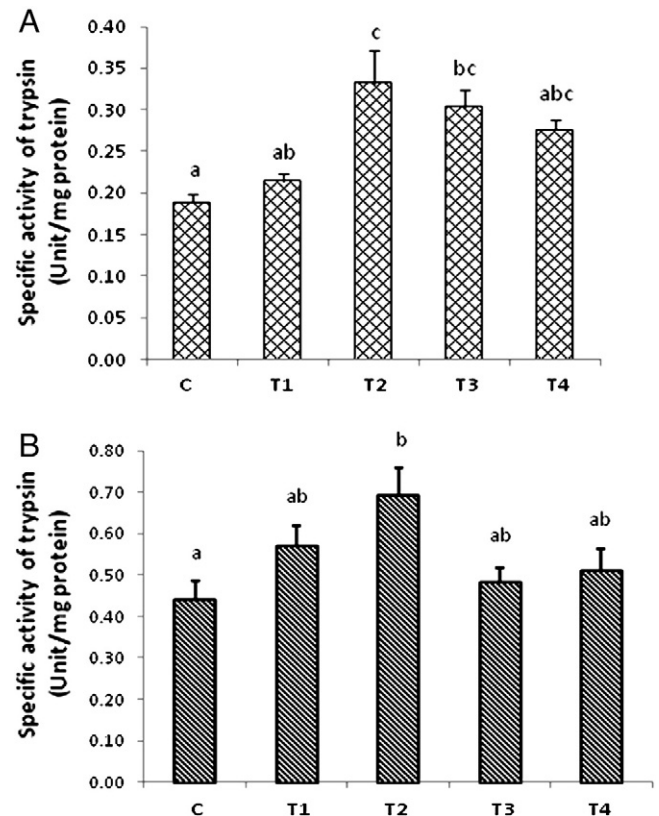 A
Specific activity of trypsin
(Unit/mg protein)
0.40
0.35
0.30
0.25
0.20
0.15
0.10
0.05
0.00
a
ab
c
bc
abc
C
T1
T2
T3
T4
B
Specific activity of trypsin
(Unit/mg protein)
0.80
0.70
0.60
0.50
0.40
0.30
0.20
0.10
0.00
a
ab
b
ab
ab
C
T1
T2
T3
T4